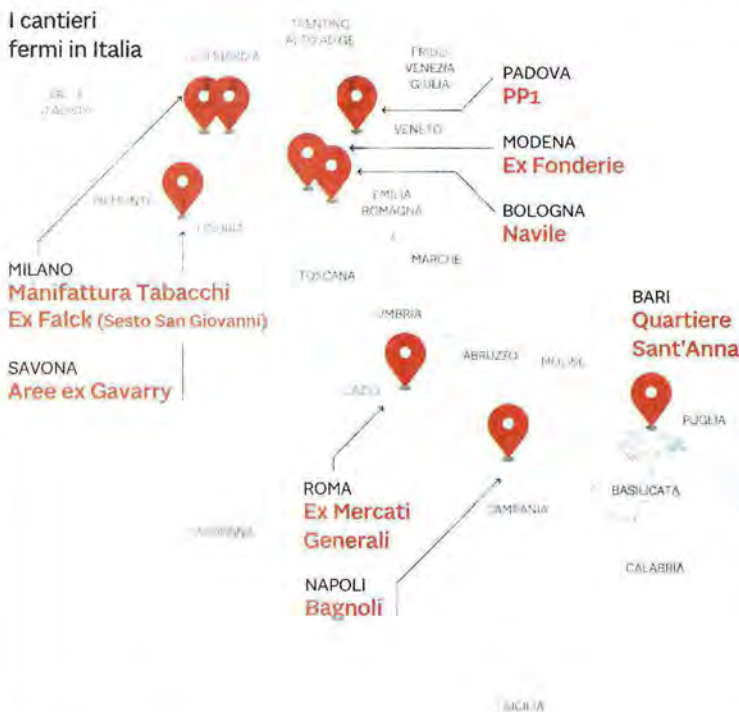 I cantieri
fermi in Italia
TRENTINO
ALTO ADIGE
FRIULI
VENEZIA
GIULIA
PADOVA
PP1
VENETO
MODENA
Ex Fonderie
PIEMONTE
EMILIA
ROMAGNA
BOLOGNA
Navile
MARCHE
TOSCANA
MILANO
Manifattura Tabacchi
Ex Falck (Sesto San Giovanni)
UMBRIA
BARI
Quartiere
Sant'Anna
SAVONA
Aree ex Gavarry
ABRUZZO
MOLISE
LAZIO
PUGLIA
ROMA
Ex Mercati
Generali
BASILICATA
CAMPANIA
CALABRIA
NAPOLI
Bagnoli
SICILIA